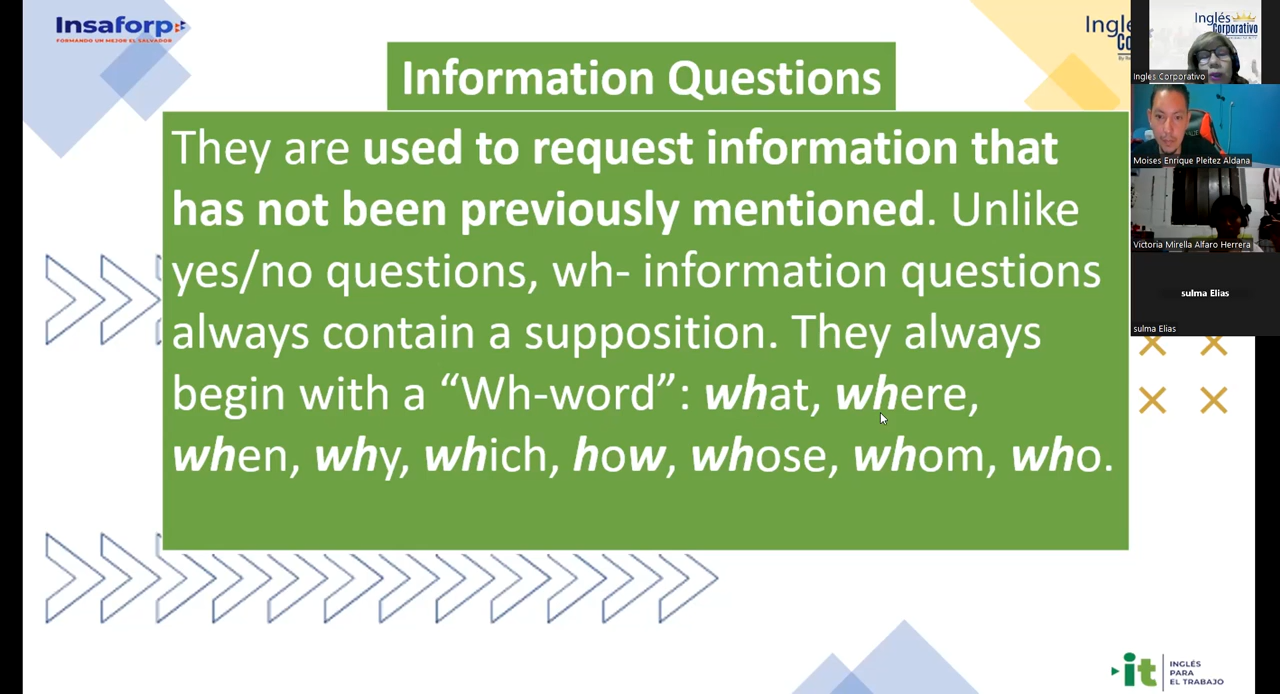 Insaforp
FORMANDO UN MEJOR EL SALVADOR
Information Questions
They are used to request information that
has not been previously mentioned. Unlike
yes/no questions, wh- information questions
always contain a supposition. They always
begin with a “Wh-word”: what, where,
when, why, which, how, whose, whom, who.
Inglés
Corporativo
Ingles Corporativo
Moises Enrique Pleitez Aldana
Victoria Mirella Alfaro Herrera
sulma Elias
sulma Elias
it
INGLÉS
PARA
EL TRABAJO